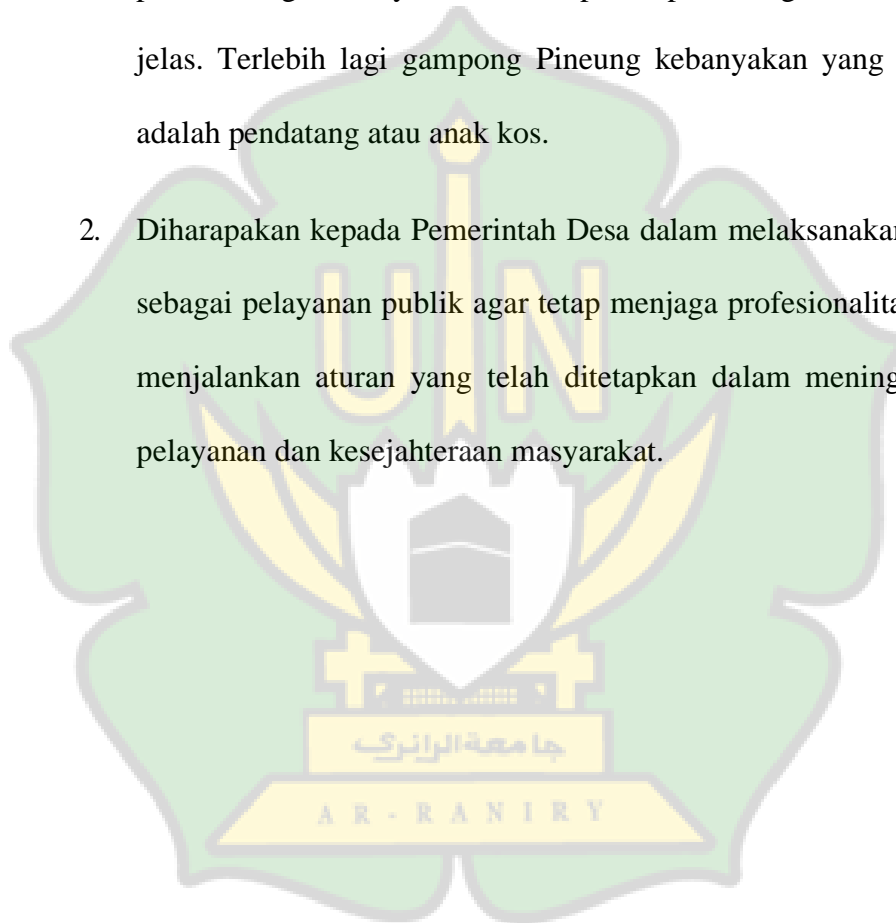 jelas. Terlebih lagi gampong Pineung kebanyakan yang
adalah pendatang atau anak kos.
2. Diharapakan kepada Pemerintah Desa dalam melaksanakan
sebagai pelayanan publik agar tetap menjaga profesionalita
menjalankan aturan yang telah ditetapkan dalam mening
pelayanan dan kesejahteraan masyarakat.
UIN
جامعة الرانري
AR-RANIRY